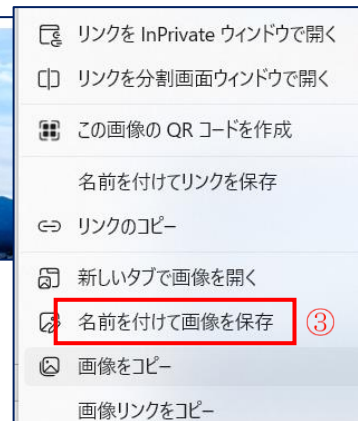 リンクを InPrivate ウィンドウで開く
リンクを分割画面ウィンドウで開く
この画像の QR コードを作成
名前を付けてリンクを保存
リンクのコピー
新しいタブで画像を開く
名前を付けて画像を保存 ③
画像をコピー
画像リンクをコピー